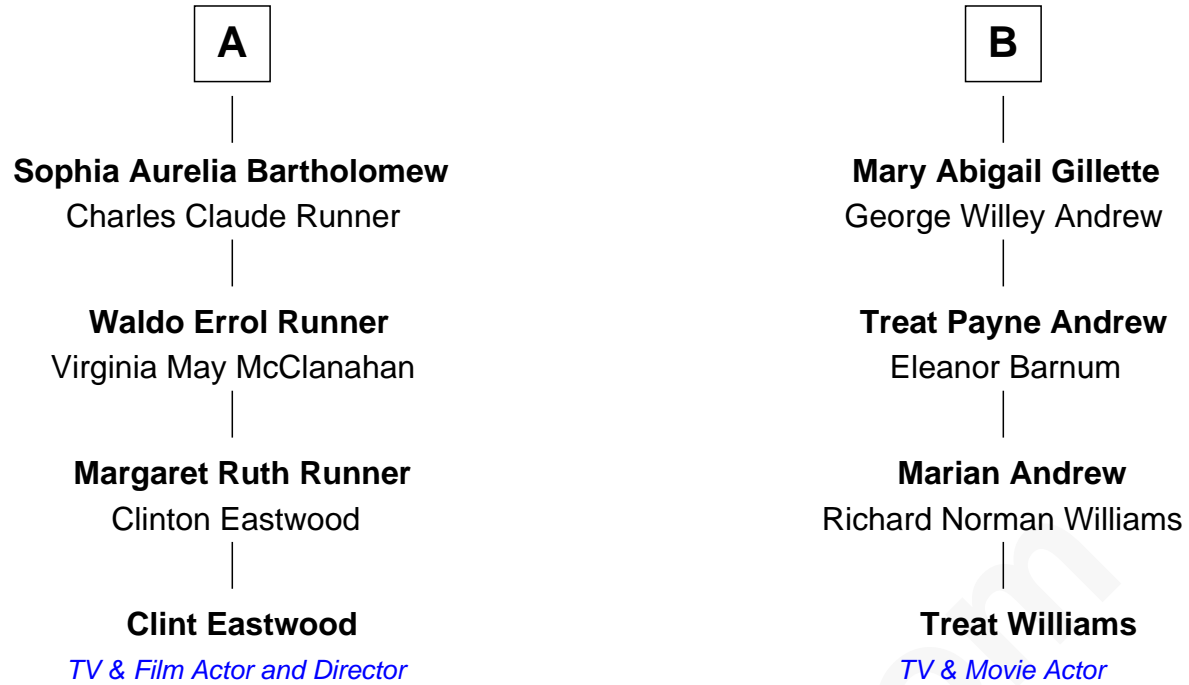 A
Sophia Aurelia Bartholomew
Charles Claude Runner
Waldo Errol Runner
Virginia May McClanahan
Margaret Ruth Runner
Clinton Eastwood
Clint Eastwood
TV & Film Actor and Director
B
Mary Abigail Gillette
George Willey Andrew
Treat Payne Andrew
Eleanor Barnum
Marian Andrew
Richard Norman Williams
Treat Williams
TV & Movie Actor
om